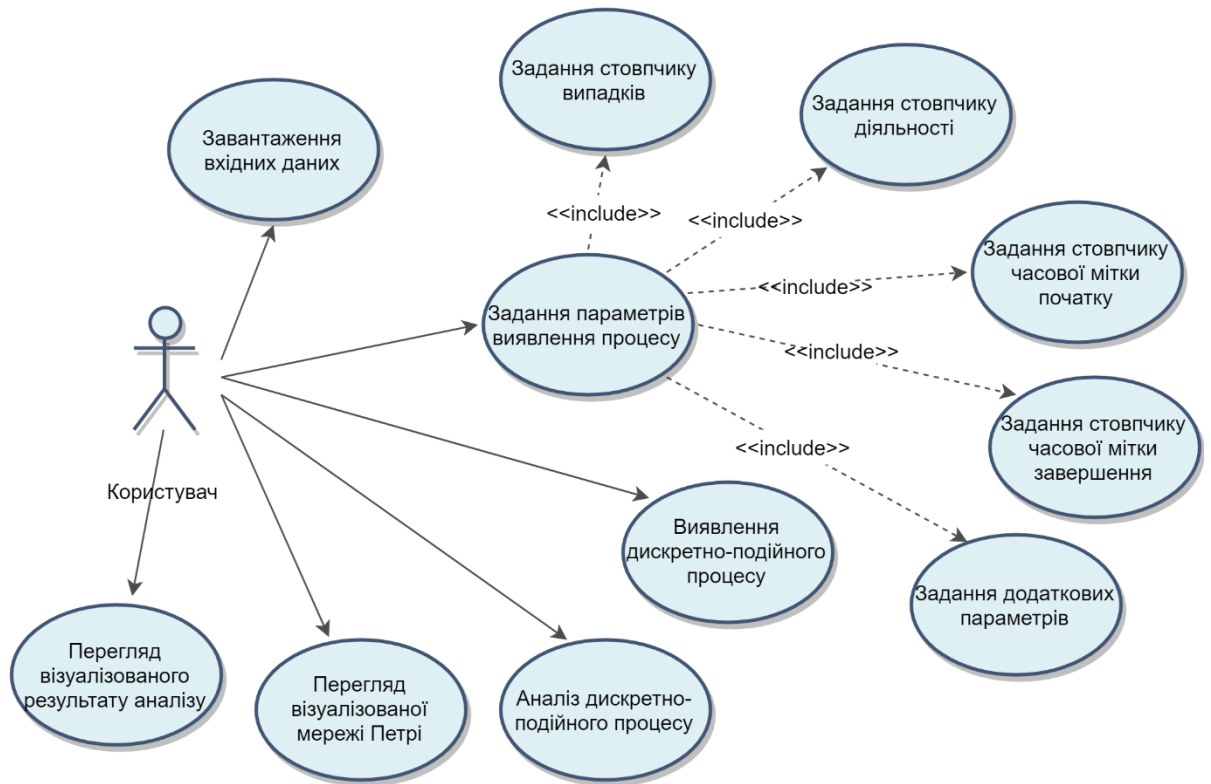 Задання стовпчику
випадків
Задання стовпчику
діяльності
Завантаження
вхідних даних
<<include>>
<<include>>
Задання стовпчику
часової мітки
початку
<<include>>
Задання параметрів
виявлення процесу
<<include>>
Задання стовпчику
часової мітки
завершення
<<include>>
Користувач
Виявлення
дискретно-подійного
процесу
Задання додаткових
параметрів
Перегляд
візуалізованого
результату аналізу
Перегляд
візуалізованої
мережі Петрі
Аналіз дискретно-
подійного процесу